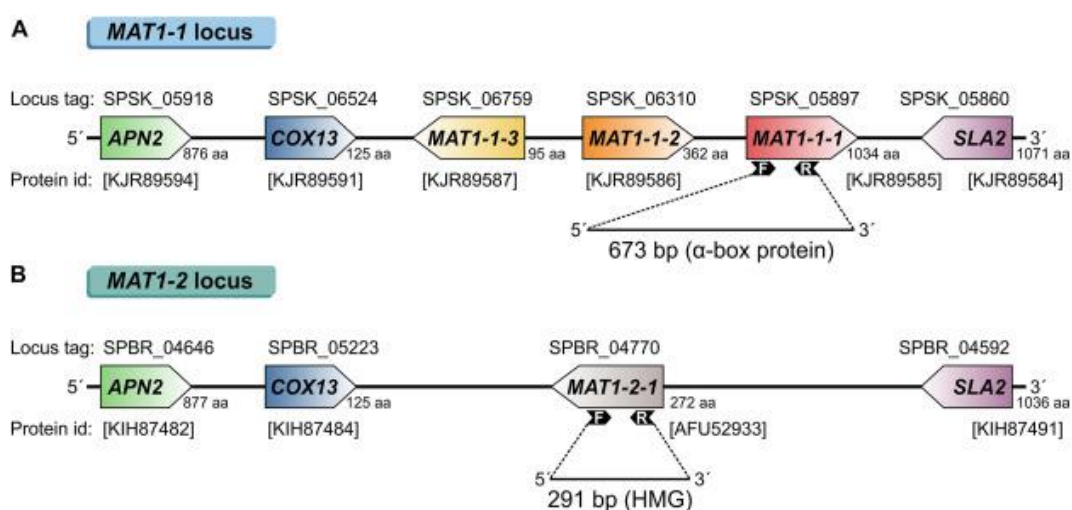 A MAT1-1 locus
Locus tag: SPSK_05918 SPSK_06524 SPSK_06759 SPSK_06310 SPSK_05897 SPSK_05860
5´ APN2 COX13 MAT1-1-3 MAT1-1-2 MAT1-1-1 SLA2 3´
876 aa 125 aa 95 aa 362 aa 1034 aa 1071 aa
Protein id: [KJR89594] [KJR89591] [KJR89587] [KJR89586] F R [KJR89585] [KJR89584]
5´ 3´
673 bp (α-box protein)
B MAT1-2 locus
Locus tag: SPBR_04646 SPBR_05223 SPBR_04770 SPBR_04592
5´ APN2 COX13 MAT1-2-1 SLA2 3´
877 aa 125 aa 272 aa 1036 aa
Protein id: [KIH87482] [KIH87484] F R [AFU52933] [KIH87491]
5´ 3´
291 bp (HMG)